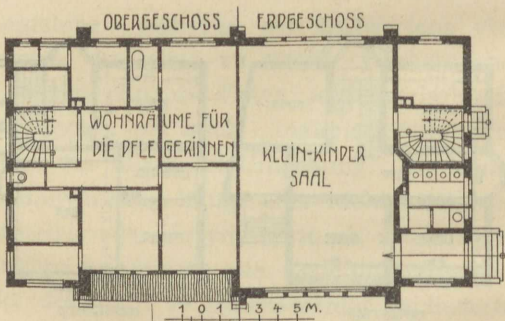 OBERGESCHOSS ERDGESCHOSS
WOHNRÄUME FÜR
DIE PFLEGERINNEN
KLEIN-KINDER
SAAL
1 0 1 3 4 5 M.